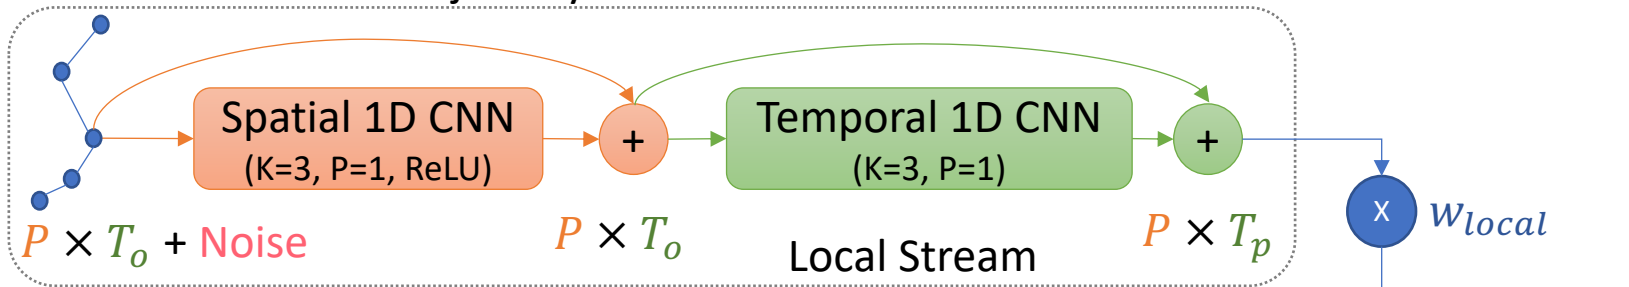 Spatial 1D CNN
(K=3, P=1, ReLU)
+
Temporal 1D CNN
(K=3, P=1)
+
X
w_local
P × T_o + Noise
P × T_o
Local Stream
P × T_p